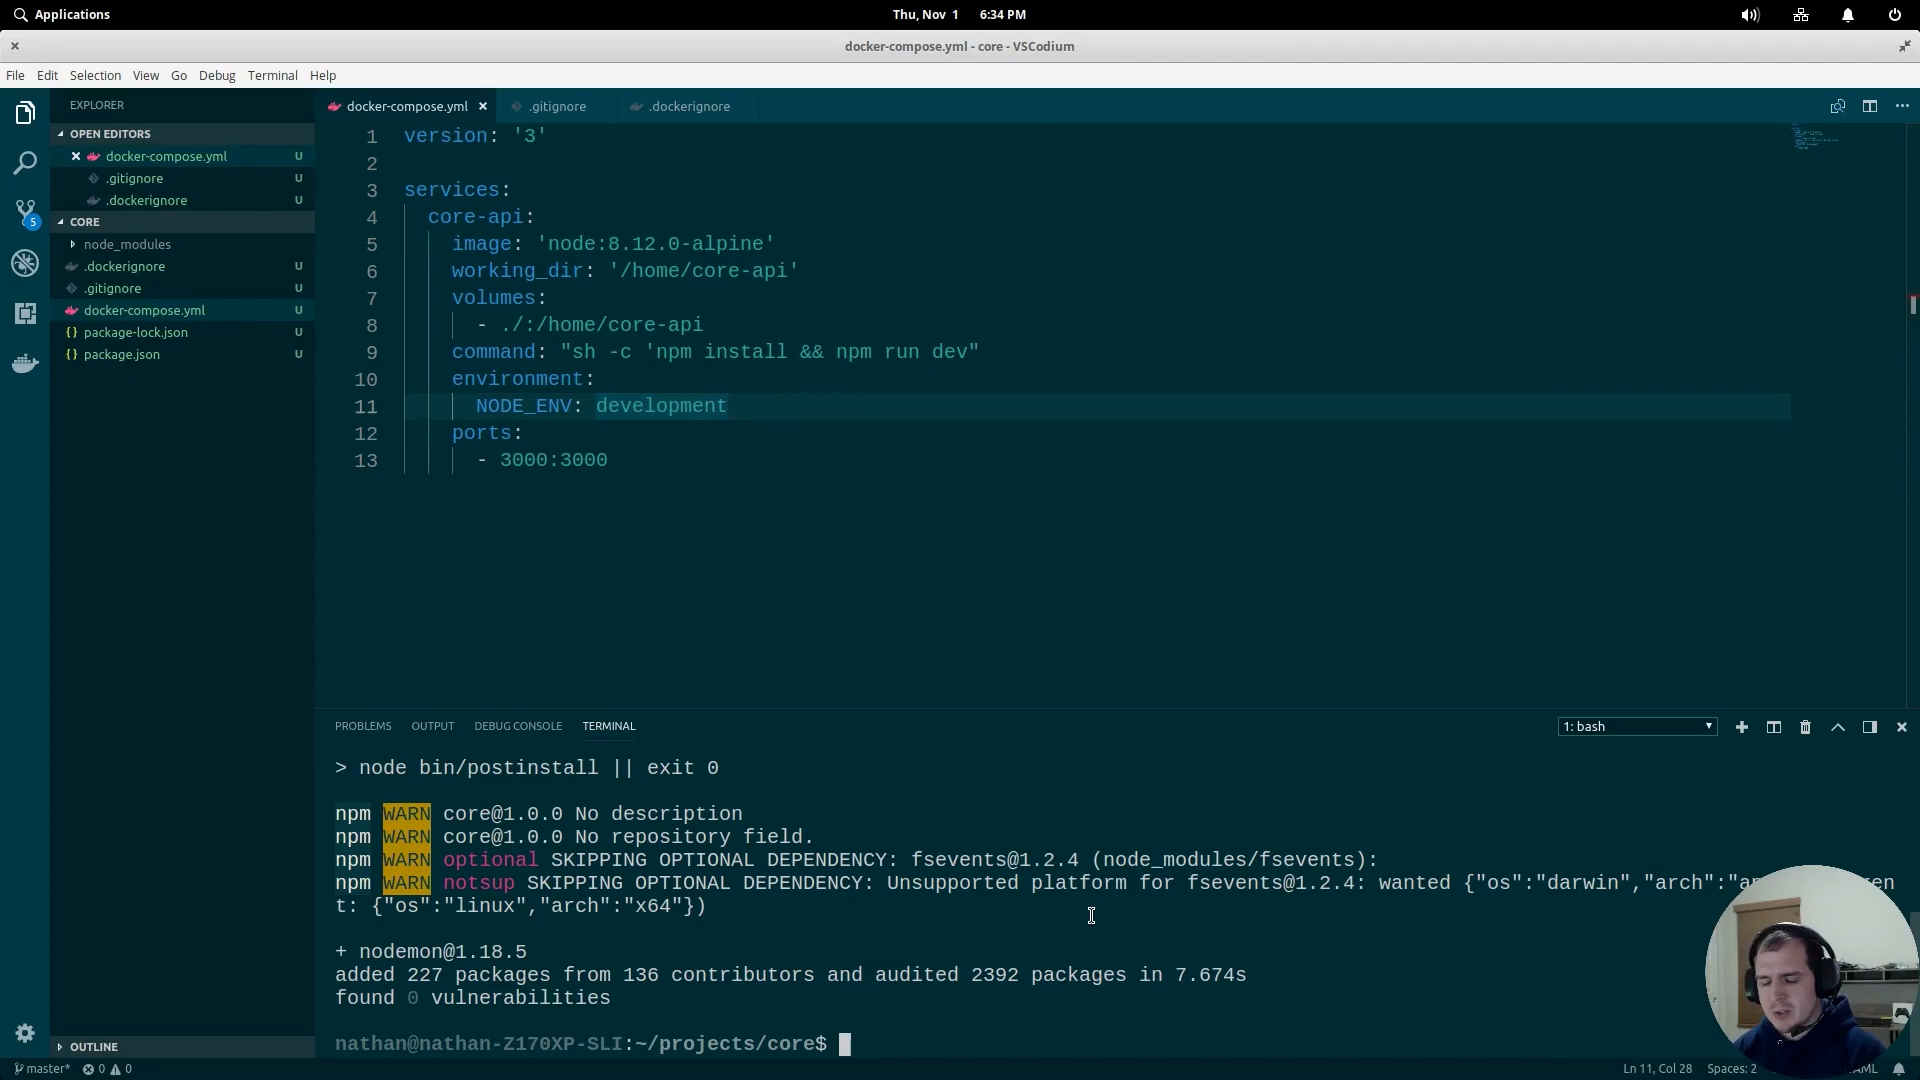 Applications
Thu, Nov 1 6:34 PM
docker-compose.yml - core - VSCodium
File Edit Selection View Go Debug Terminal Help
EXPLORER
OPEN EDITORS
docker-compose.yml U
.gitignore U
.dockerignore U
5
CORE
node_modules
.dockerignore U
.gitignore U
docker-compose.yml U
package-lock.json U
package.json U
OUTLINE
docker-compose.yml .gitignore .dockerignore
1 version: '3'
2
3 services:
4 core-api:
5 image: 'node:8.12.0-alpine'
6 working_dir: '/home/core-api'
7 volumes:
8 - ./:/home/core-api
9 command: "sh -c 'npm install && npm run dev"
10 environment:
11 NODE_ENV: development
12 ports:
13 - 3000:3000
PROBLEMS OUTPUT DEBUG CONSOLE TERMINAL
1: bash
> node bin/postinstall || exit 0
npm WARN core@1.0.0 No description
npm WARN core@1.0.0 No repository field.
npm WARN optional SKIPPING OPTIONAL DEPENDENCY: fsevents@1.2.4 (node_modules/fsevents):
npm WARN notsup SKIPPING OPTIONAL DEPENDENCY: Unsupported platform for fsevents@1.2.4: wanted {"os":"darwin","arch":"
t: {"os":"linux","arch":"x64"})
+ nodemon@1.18.5
added 227 packages from 136 contributors and audited 2392 packages in 7.674s
found 0 vulnerabilities
nathan@nathan-Z170XP-SLI:~/projects/core$
master* 0 0
Ln 11, Col 28 Spaces: 2